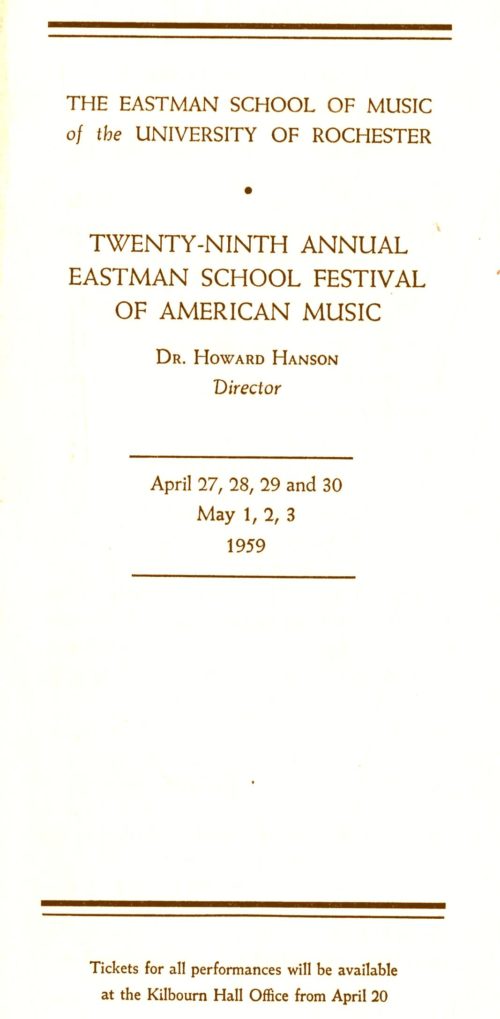 THE EASTMAN SCHOOL OF MUSIC
of the UNIVERSITY OF ROCHESTER
•
TWENTY-NINTH ANNUAL
EASTMAN SCHOOL FESTIVAL
OF AMERICAN MUSIC
DR. HOWARD HANSON
Director
April 27, 28, 29 and 30
May 1, 2, 3
1959
Tickets for all performances will be available
at the Kilbourn Hall Office from April 20